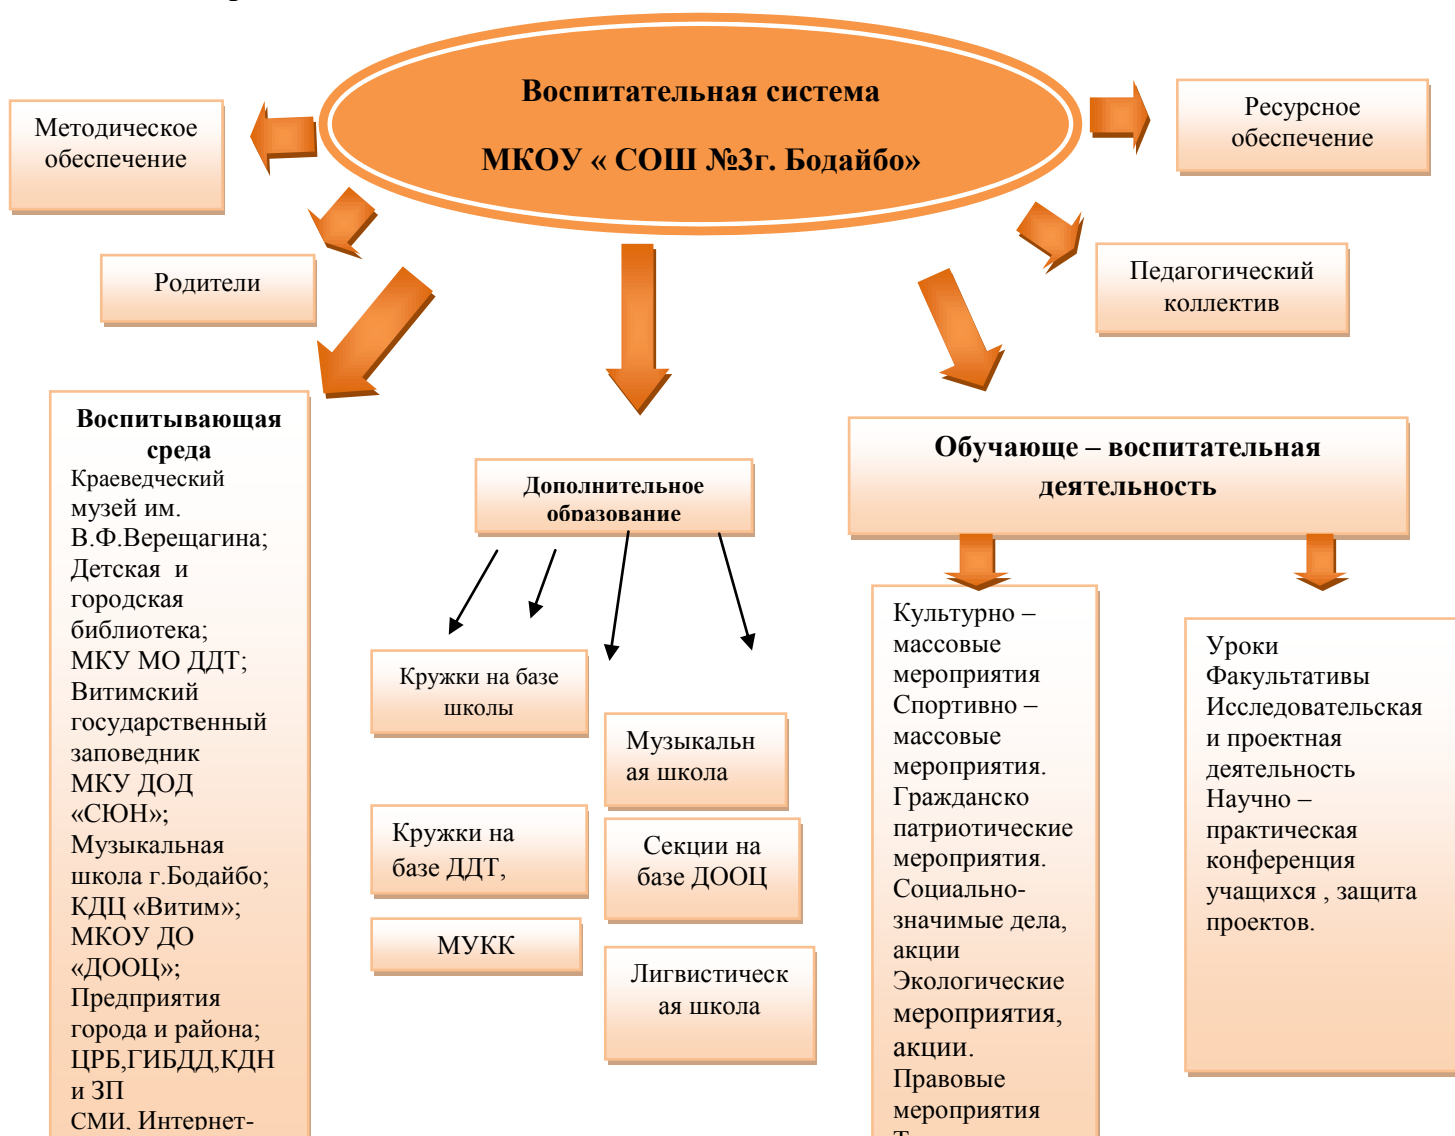 Воспитательная система
МКОУ « СОШ №3г. Бодайбо»
Методическое
обеспечение
Ресурсное
обеспечение
Родители
Педагогический
коллектив
Воспитывающая
среда
Краеведческий
музей им.
В.Ф.Верещагина;
Детская и
городская
библиотека;
МКУ МО ДДТ;
Витимский
государственный
заповедник
МКУ ДОД
«СЮН»;
Музыкальная
школа г.Бодайбо;
КДЦ «Витим»;
МКОУ ДО
«ДООЦ»;
Предприятия
города и района;
ЦРБ,ГИБДД,КДН
и ЗП
СМИ, Интернет-
Дополнительное
образование
Кружки на базе
школы
Кружки на
базе ДДТ,
МУКК
Музыкальн
ая школа
Секции на
базе ДООЦ
Лигвистическ
ая школа
Обучающе – воспитательная
деятельность
Культурно –
массовые
мероприятия
Спортивно –
массовые
мероприятия.
Гражданско
патриотические
мероприятия.
Социально-
значимые дела,
акции
Экологические
мероприятия,
акции.
Правовые
мероприятия
Уроки
Факультативы
Исследовательская
и проектная
деятельность
Научно –
практическая
конференция
учащихся , защита
проектов.